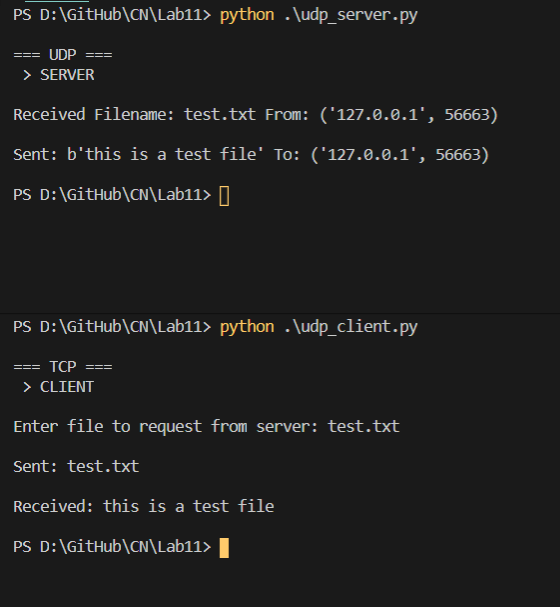 PS D:\GitHub\CN\Lab11> python .\udp_server.py
=== UDP ===
> SERVER
Received Filename: test.txt From: ('127.0.0.1', 56663)
Sent: b'this is a test file' To: ('127.0.0.1', 56663)
PS D:\GitHub\CN\Lab11>
PS D:\GitHub\CN\Lab11> python .\udp_client.py
=== TCP ===
> CLIENT
Enter file to request from server: test.txt
Sent: test.txt
Received: this is a test file
PS D:\GitHub\CN\Lab11>